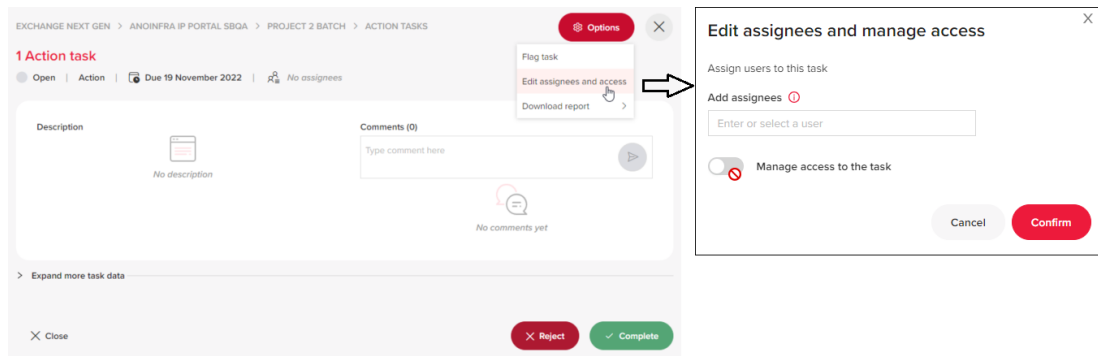 EXCHANGE NEXT GEN > ANOINFRA IP PORTAL SBQA > PROJECT 2 BATCH > ACTION TASKS
Options
1 Action task
Open | Action | Due 19 November 2022 | No assignees
Flag task
Edit assignees and access
Download report >
Description
No description
Comments (0)
Type comment here
No comments yet
> Expand more task data
Close
Reject
Complete
Edit assignees and manage access
X
Assign users to this task
Add assignees
Enter or select a user
Manage access to the task
Cancel
Confirm